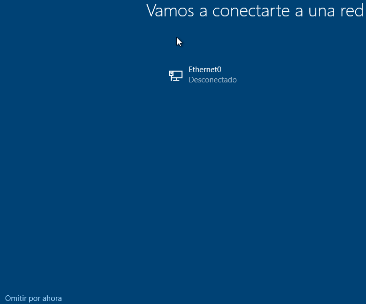 Vamos a conectarte a una red
Ethernet0
Desconectado
Omitir por ahora